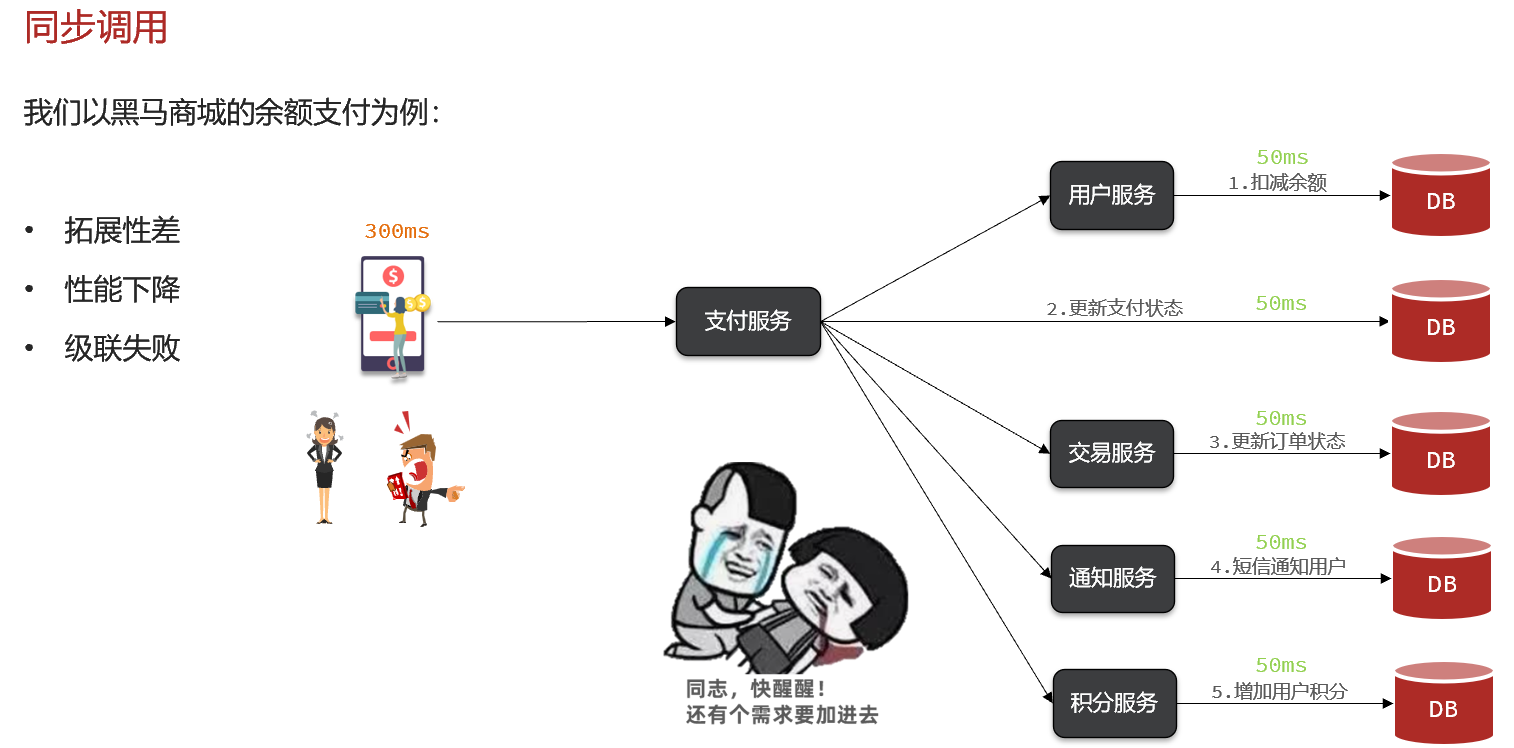 同步调用
我们以黑马商城的余额支付为例：
拓展性差
性能下降
级联失败
300ms
支付服务
用户服务
50ms
1.扣减余额
DB
2.更新支付状态
50ms
DB
交易服务
50ms
3.更新订单状态
DB
通知服务
50ms
4.短信通知用户
DB
积分服务
50ms
5.增加用户积分
DB
同志，快醒醒！
还有个需求要加进去